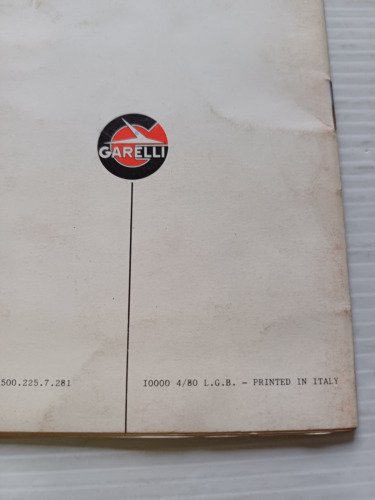 GARELLI
500.225.7.281
I0000 4/80 L.G.B. - PRINTED IN ITALY